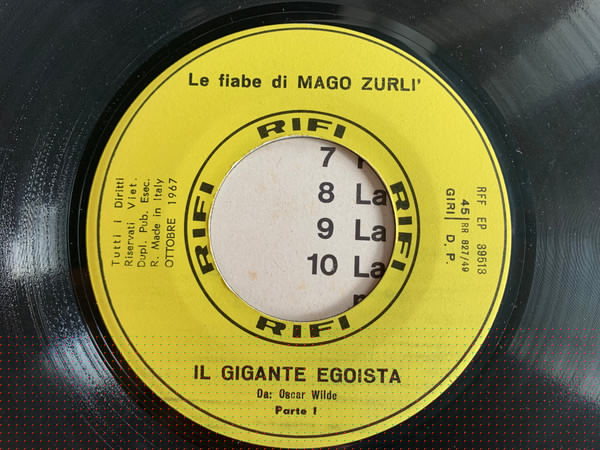 Le fiabe di MAGO ZURLI'
RIFI
RIFI
RIFI
RIFI
7
8 La
9 La
10 La
Tutti i Diritti
Riservati Viet.
Dupl. Pub. Esec.
R. Made in Italy
OTTOBRE 1967
RFF EP 39513
45 RR 827/49
GIRI D. P.
IL GIGANTE EGOISTA
Da: Oscar Wilde
Parte I